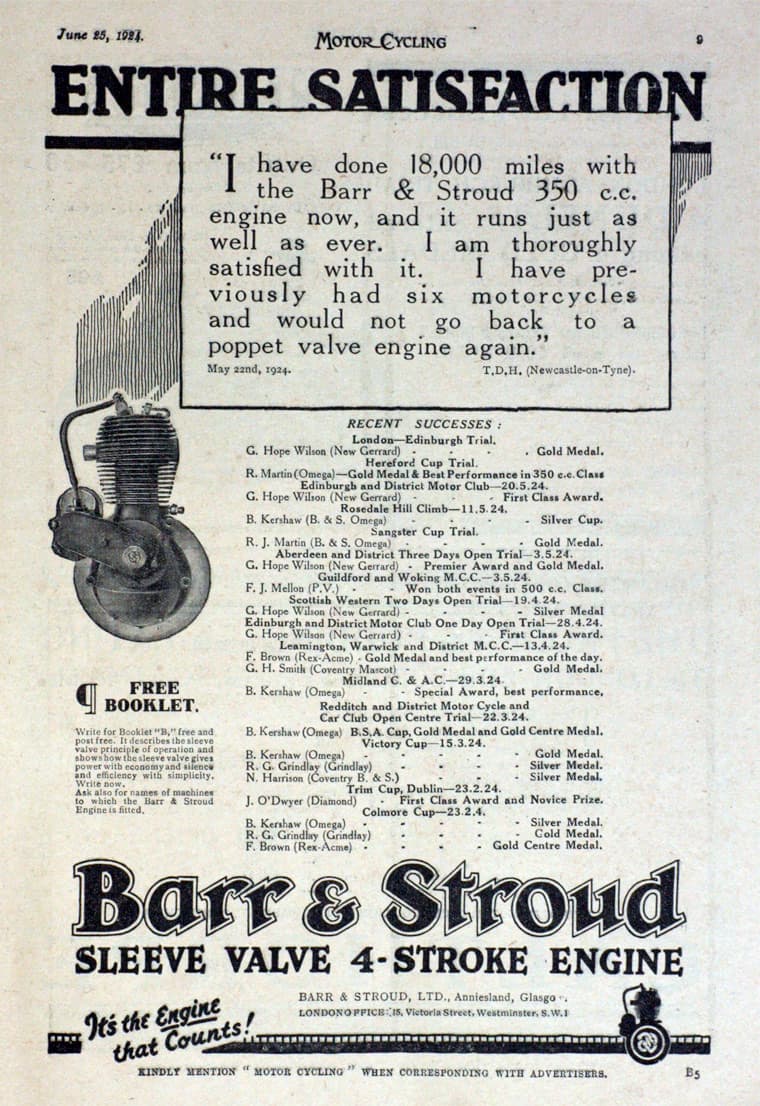 June 25, 1924.
MOTOR CYCLING
9
ENTIRE SATISFACTION
"I have done 18,000 miles with
the Barr & Stroud 350 c.c.
engine now, and it runs just as
well as ever. I am thoroughly
satisfied with it. I have pre-
viously had six motorcycles
and would not go back to a
poppet valve engine again."
May 22nd, 1924. T.D.H. (Newcastle-on-Tyne).
RECENT SUCCESSES :
London—Edinburgh Trial.
G. Hope Wilson (New Gerrard) - - - Gold Medal.
Hereford Cup Trial.
R. Martin (Omega)—Gold Medal & Best Performance in 350 c.c. Class
Edinburgh and District Motor Club—20.5.24.
G. Hope Wilson (New Gerrard) - - - First Class Award.
Rosedale Hill Climb—11.5.24.
B. Kershaw (B. & S. Omega) - - - - Silver Cup.
Sangster Cup Trial.
R. J. Martin (B. & S. Omega) - - - - Gold Medal.
Aberdeen and District Three Days Open Trial—3.5.24.
G. Hope Wilson (New Gerrard) - Premier Award and Gold Medal.
Guildford and Woking M.C.C.—3.5.24.
F. J. Mellon (P.V.) - - - Won both events in 500 c.c. Class.
Scottish Western Two Days Open Trial—19.4.24.
G. Hope Wilson (New Gerrard) - - - - Silver Medal
Edinburgh and District Motor Club One Day Open Trial—28.4.24.
G. Hope Wilson (New Gerrard) - - - First Class Award.
Leamington, Warwick and District M.C.C.—13.4.24.
F. Brown (Rex-Acme) - Gold Medal and best performance of the day.
G. H. Smith (Coventry Mascot) - - - - Gold Medal.
Midland C. & A.C.—29.3.24
B. Kershaw (Omega) - - Special Award, best performance.
Redditch and District Motor Cycle and
Car Club Open Centre Trial—22.3.24.
B. Kershaw (Omega) B.S.A. Cup, Gold Medal and Gold Centre Medal.
Victory Cup—15.3.24.
B. Kershaw (Omega) - - - - Gold Medal.
R. G. Grindlay (Grindlay) - - - - Silver Medal.
N. Harrison (Coventry B. & S.) - - - Silver Medal.
Trim Cup, Dublin—23.2.24.
J. O'Dwyer (Diamond) - First Class Award and Novice Prize.
Colmore Cup—23.2.4.
B. Kershaw (Omega) - - - - Silver Medal.
R. G. Grindlay (Grindlay) - - - - Gold Medal.
F. Brown (Rex-Acme) - - - - Gold Centre Medal.
¶ FREE
BOOKLET.
Write for Booklet "B," free and
post free. It describes the sleeve
valve principle of operation and
shows how the sleeve valve gives
power with economy and silence
and efficiency with simplicity.
Write now.
Ask also for names of machines
to which the Barr & Stroud
Engine is fitted.
Barr & Stroud
SLEEVE VALVE 4-STROKE ENGINE
It's the Engine
that Counts!
BARR & STROUD, LTD., Anniesland, Glasgo .
LONDON OFFICE: 15, Victoria Street, Westminster, S.W.1
KINDLY MENTION "MOTOR CYCLING" WHEN CORRESPONDING WITH ADVERTISERS.
B5